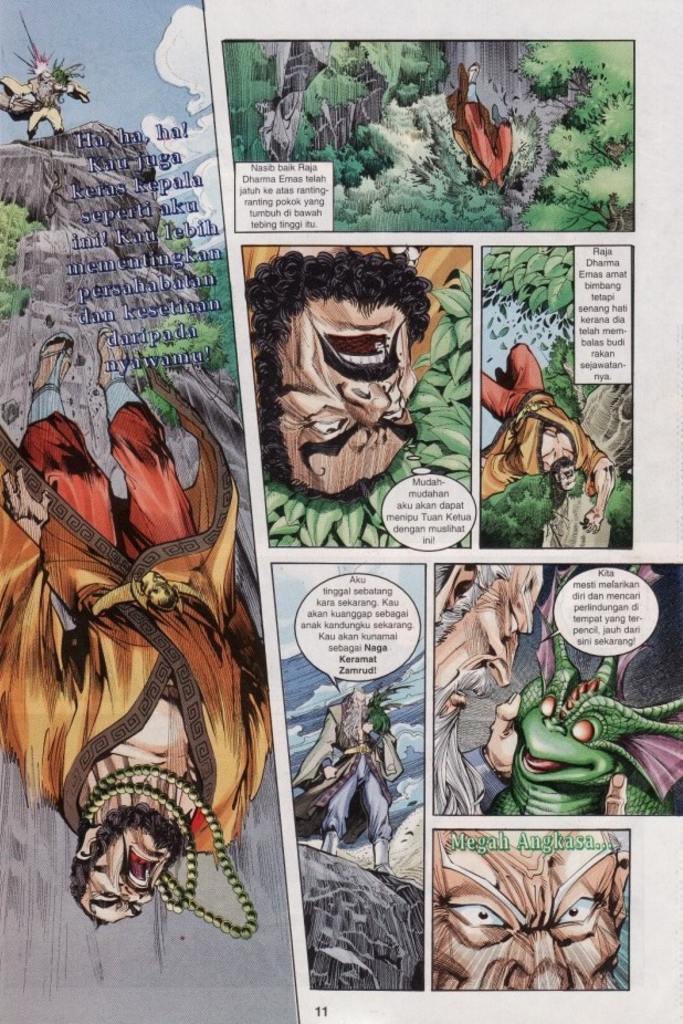 Ha, ha, ha!
Kau juga
keras kepala
seperti aku
ini! Kau lebih
mementingkan
persahabatan
dan kesetiaan
daripada
nyawamu!
Nasib baik Raja
Dharma Emas telah
jatuh ke atas ranting-
ranting pokok yang
tumbuh di bawah
tebing tinggi itu.
Mudah-
mudahan
aku akan dapat
menipu Tuan Ketua
dengan muslihat
ini!
Raja
Dharma
Emas amat
bimbang
tetapi
senang hati
kerana dia
telah mem-
balas budi
rakan
sejawatan-
nya.
Aku
tinggal sebatang
kara sekarang. Kau
akan kuanggap sebagai
anak kandungku sekarang.
Kau akan kunamai
sebagai Naga
Keramat
Zamrud!
Kita
mesti melarikan
diri dan mencari
perlindungan di
tempat yang ter-
pencil, jauh dari
sini sekarang!
Megah Angkasa...
11